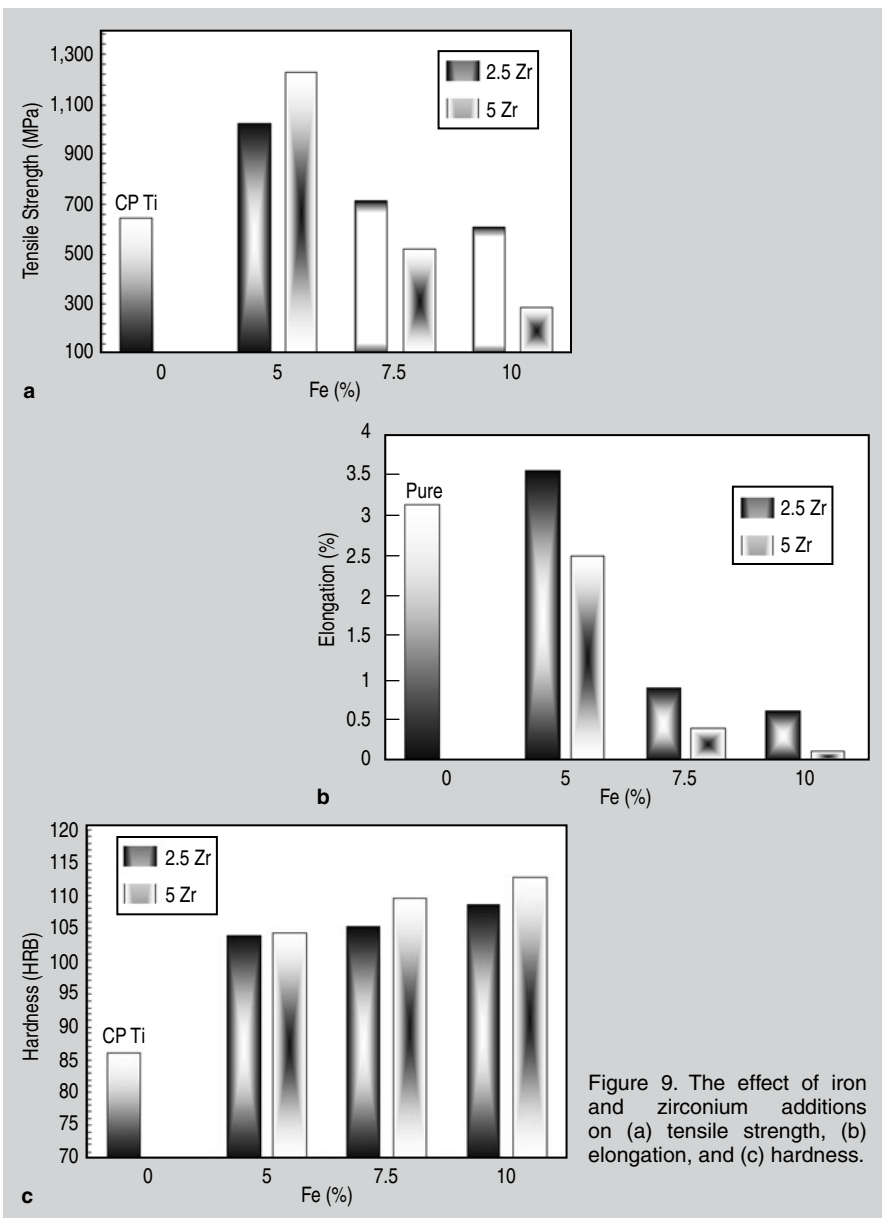 1,300
1,100
900
700
500
300
100
Tensile Strength (MPa)
CP Ti
2.5 Zr
5 Zr
0 5 7.5 10
Fe (%)
a
4
3.5
3
2.5
2
1.5
1
0.5
0
Elongation (%)
Pure
2.5 Zr
5 Zr
0 5 7.5 10
Fe (%)
b
120
115
110
105
100
95
90
85
80
75
70
Hardness (HRB)
2.5 Zr
5 Zr
CP Ti
0 5 7.5 10
Fe (%)
c
Figure 9. The effect of iron
and zirconium additions
on (a) tensile strength, (b)
elongation, and (c) hardness.